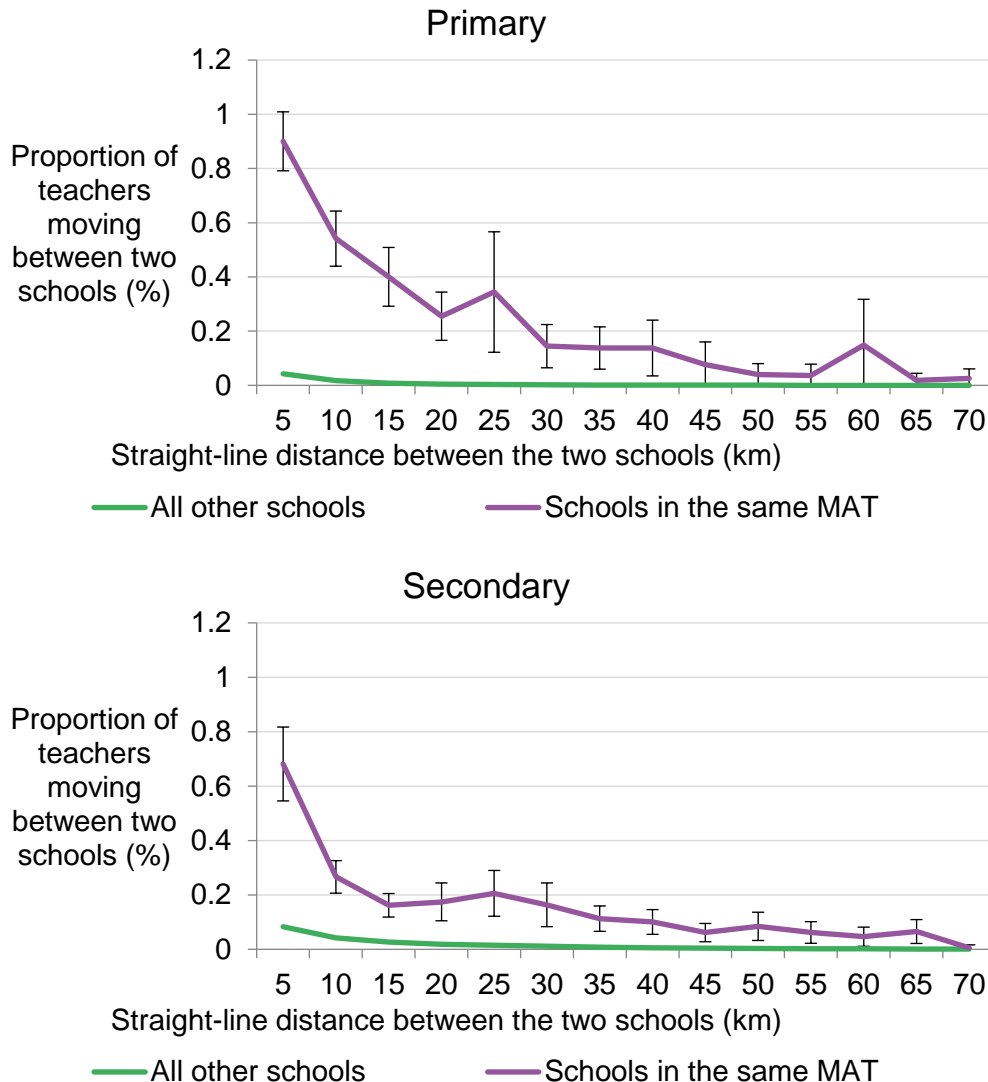 Primary
1.2
1
0.8
0.6
0.4
0.2
0
Proportion of
teachers
moving
between two
schools (%)
5 10 15 20 25 30 35 40 45 50 55 60 65 70
Straight-line distance between the two schools (km)
All other schools Schools in the same MAT
Secondary
1.2
1
0.8
0.6
0.4
0.2
0
Proportion of
teachers
moving
between two
schools (%)
5 10 15 20 25 30 35 40 45 50 55 60 65 70
Straight-line distance between the two schools (km)
All other schools Schools in the same MAT